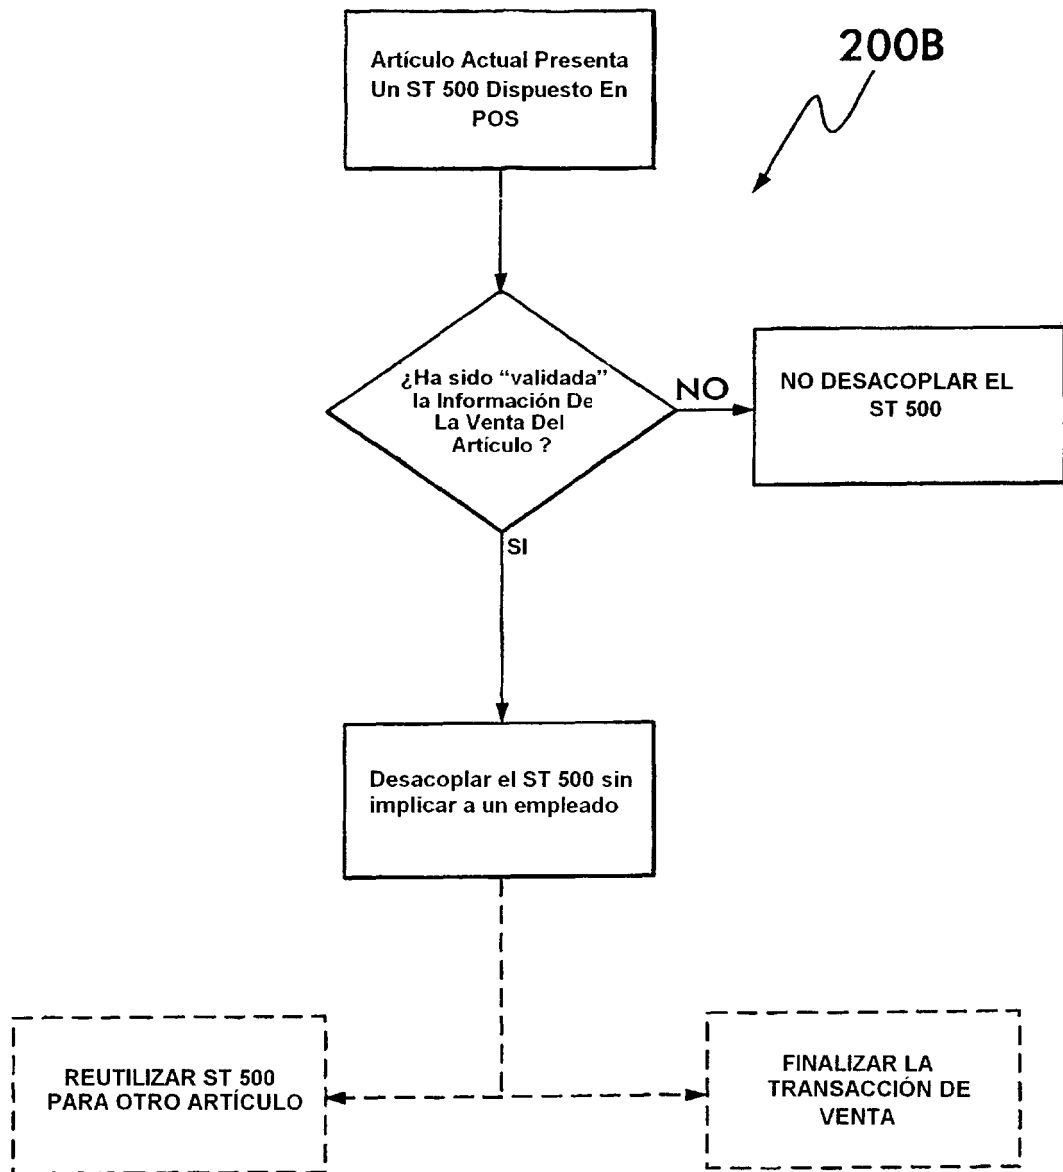 Artículo Actual Presenta
Un ST 500 Dispuesto En
POS
200B
¿Ha sido “validada”
la Información De
La Venta Del
Artículo ?
NO
NO DESACOPLAR EL
ST 500
SI
Desacoplar el ST 500 sin
implicar a un empleado
REUTILIZAR ST 500
PARA OTRO ARTÍCULO
FINALIZAR LA
TRANSACCIÓN DE
VENTA